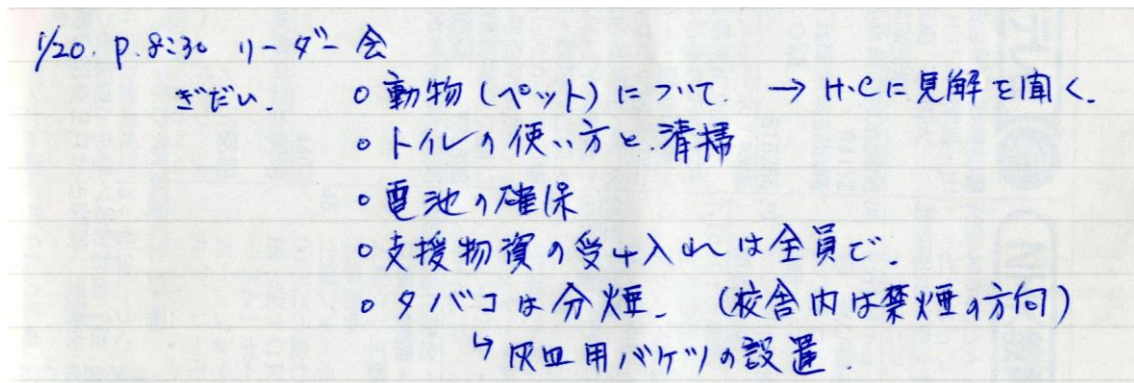 1/20. P.8:30 リーダー会
ぎだい. ○動物(ペット)について. → H.Cに見解を聞く.
○トイレの使い方と清掃
○電池の確保
○支援物資の受け入れは全員で.
○タバコは分煙. (校舎内は禁煙の方向)
↳灰皿用バケツの設置.